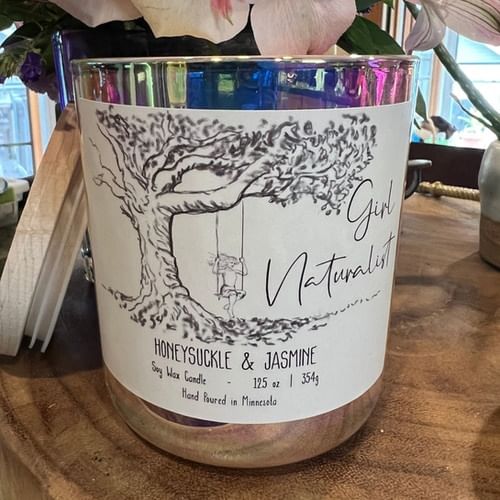 Girl
Naturalist
HONEYSUCKLE & JASMINE
Soy Wax Candle - 12.5 oz | 354g
Hand Poured in Minnesota